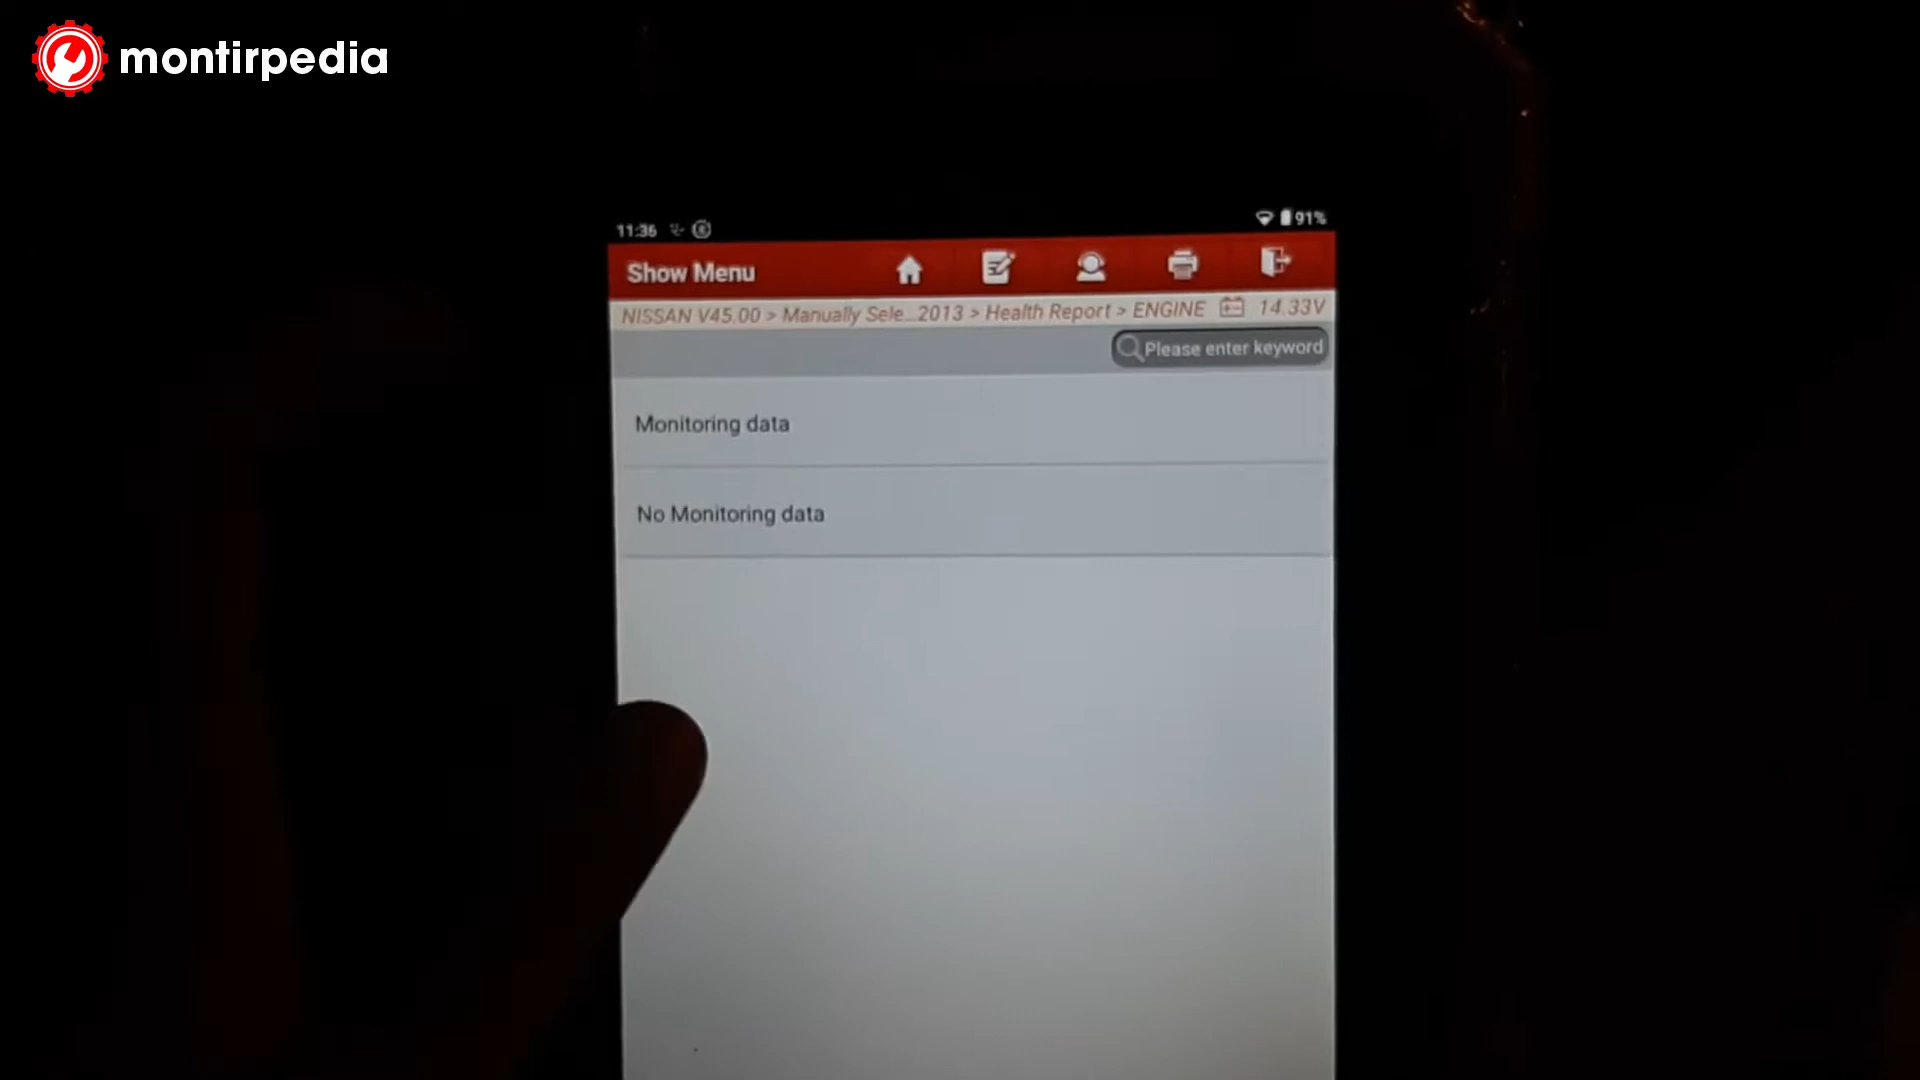 montirpedia
11:36 91%
Show Menu
NISSAN V45.00 > Manually Sele...2013 > Health Report > ENGINE 14.33V
Please enter keyword
Monitoring data
No Monitoring data